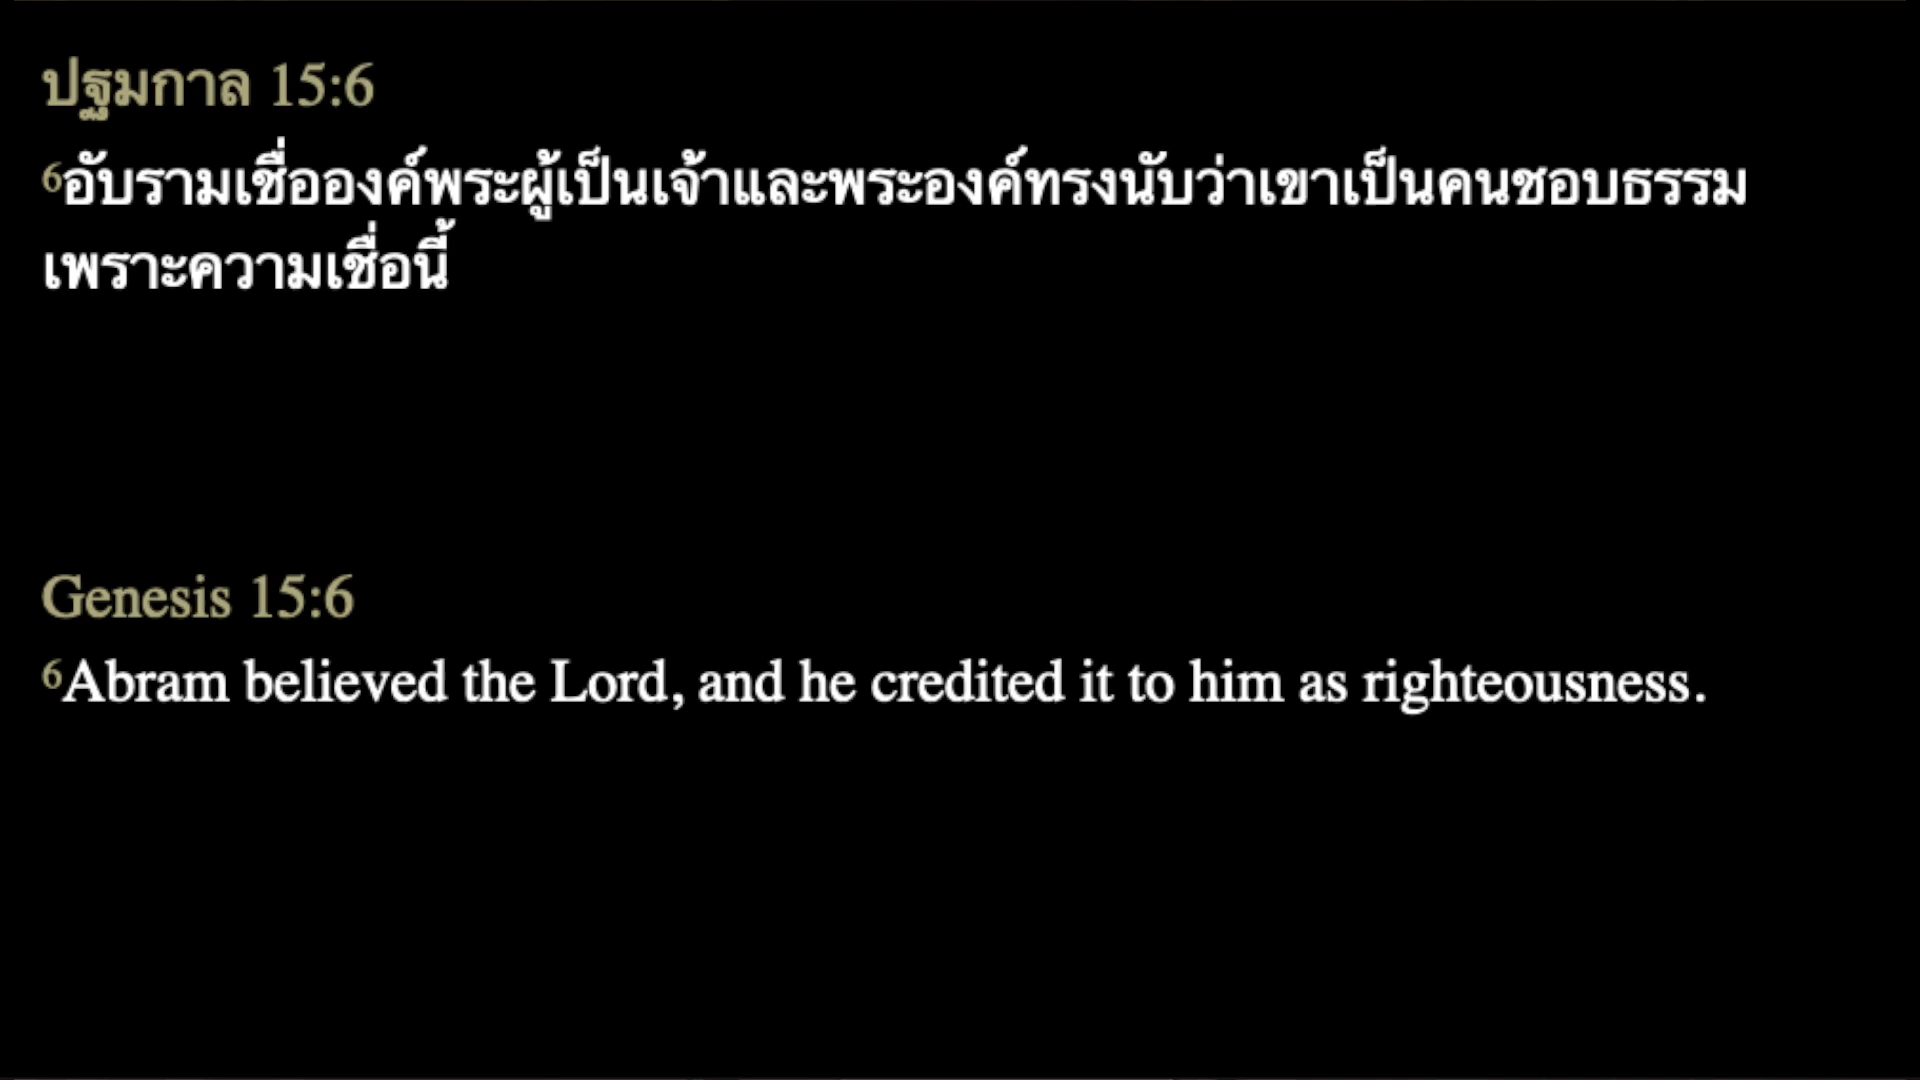 ปฐมกาล 15:6
6อับรามเชื่อองค์พระผู้เป็นเจ้าและพระองค์ทรงนับว่าเขาเป็นคนชอบธรรม
เพราะความเชื่อนี้
Genesis 15:6
6Abram believed the Lord, and he credited it to him as righteousness.